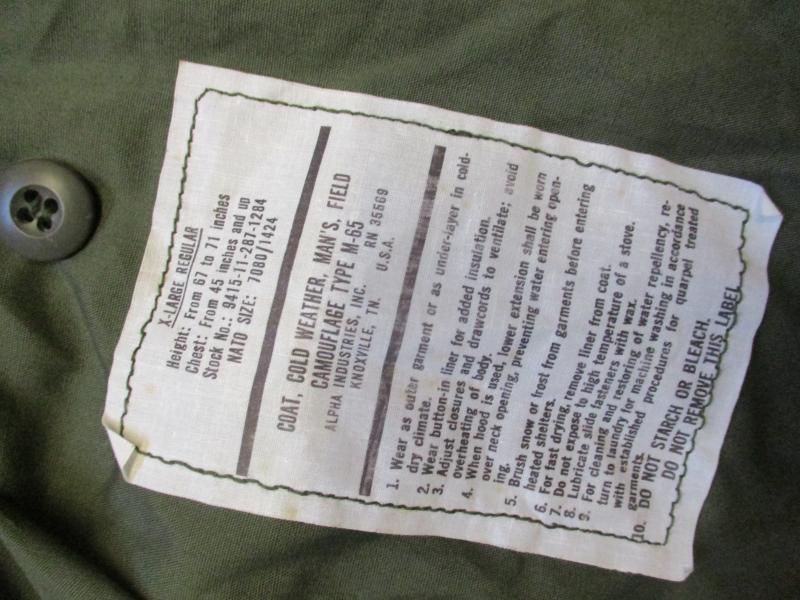 X-LARGE REGULAR
Height: From 67 to 71 inches
Chest: From 45 inches and up
Stock No.: 9415-11-287-1284
NATO SIZE: 7080/1424
COAT, COLD WEATHER, MAN'S, FIELD
CAMOUFLAGE TYPE M-65
ALPHA INDUSTRIES, INC. RN 35569
KNOXVILLE, TN. U.S.A.
1. Wear as outer garment or as under-layer in cold-
dry climate.
2. Wear button-in liner for added insulation.
3. Adjust closures and drawcords to ventilate; avoid
overheating of body.
4. When hood is used, lower extension shall be worn
over neck opening, preventing water entering open-
ing.
5. Brush snow or frost from garments before entering
heated shelters.
6. For fast drying, remove liner from coat.
7. Do not expose to high temperature of a stove.
8. Lubricate slide fasteners with wax.
9. For cleaning and restoring of water repellency, re-
turn to laundry for machine washing in accordance
with established procedures for quarpel treated
garments.
10. DO NOT STARCH OR BLEACH.
DO NOT REMOVE THIS LABEL